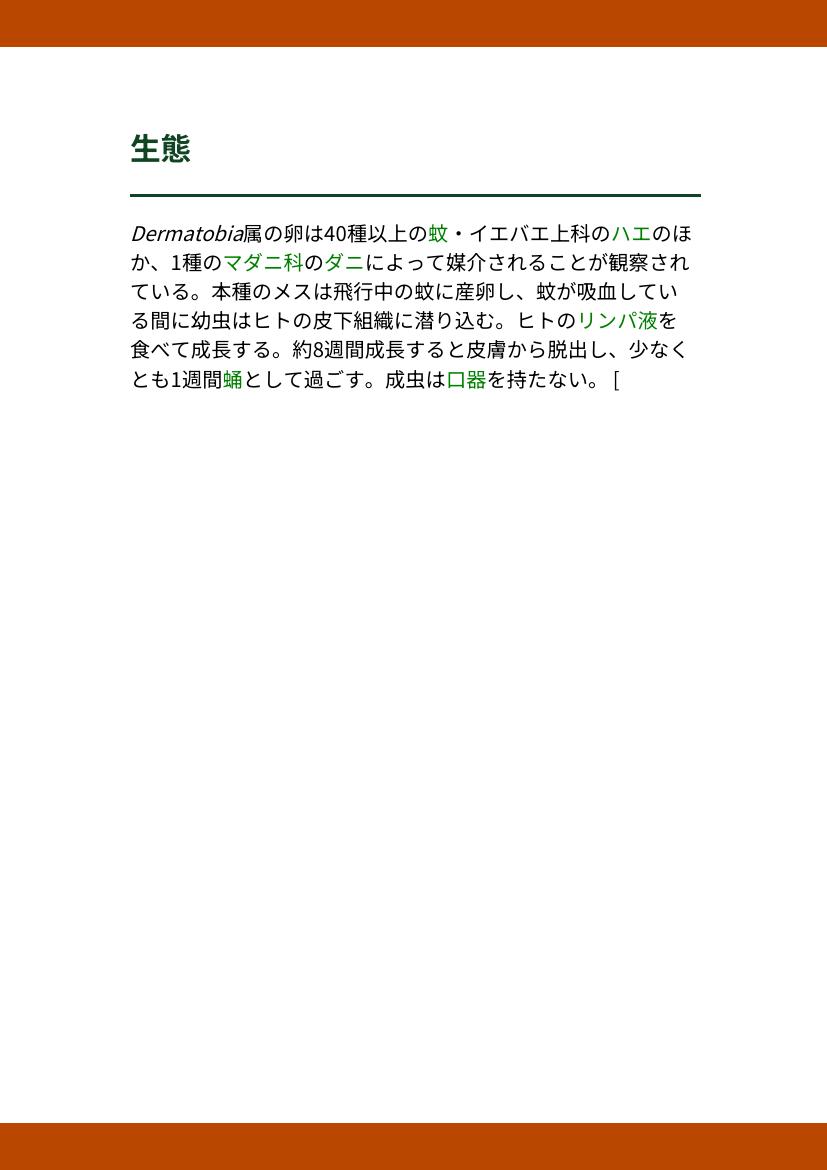 生態
Dermatobia属の卵は40種以上の蚊・イエバエ上科のハエのほ
か、1種のマダニ科のダニによって媒介されることが観察され
ている。本種のメスは飛行中の蚊に産卵し、蚊が吸血してい
る間に幼虫はヒトの皮下組織に潜り込む。ヒトのリンパ液を
食べて成長する。約8週間成長すると皮膚から脱出し、少なく
とも1週間蛹として過ごす。成虫は口器を持たない。 [